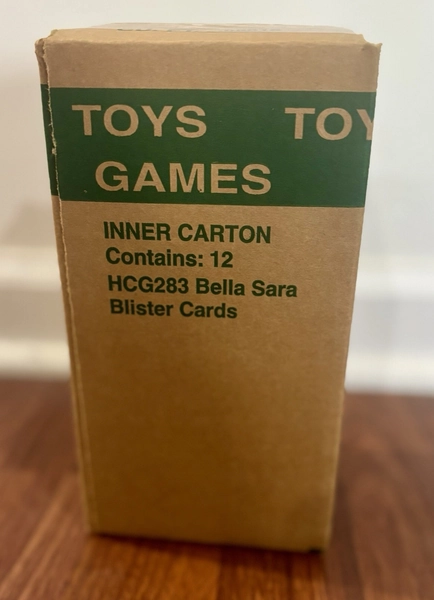 TOYS TOY
GAMES
INNER CARTON
Contains: 12
HCG283 Bella Sara
Blister Cards